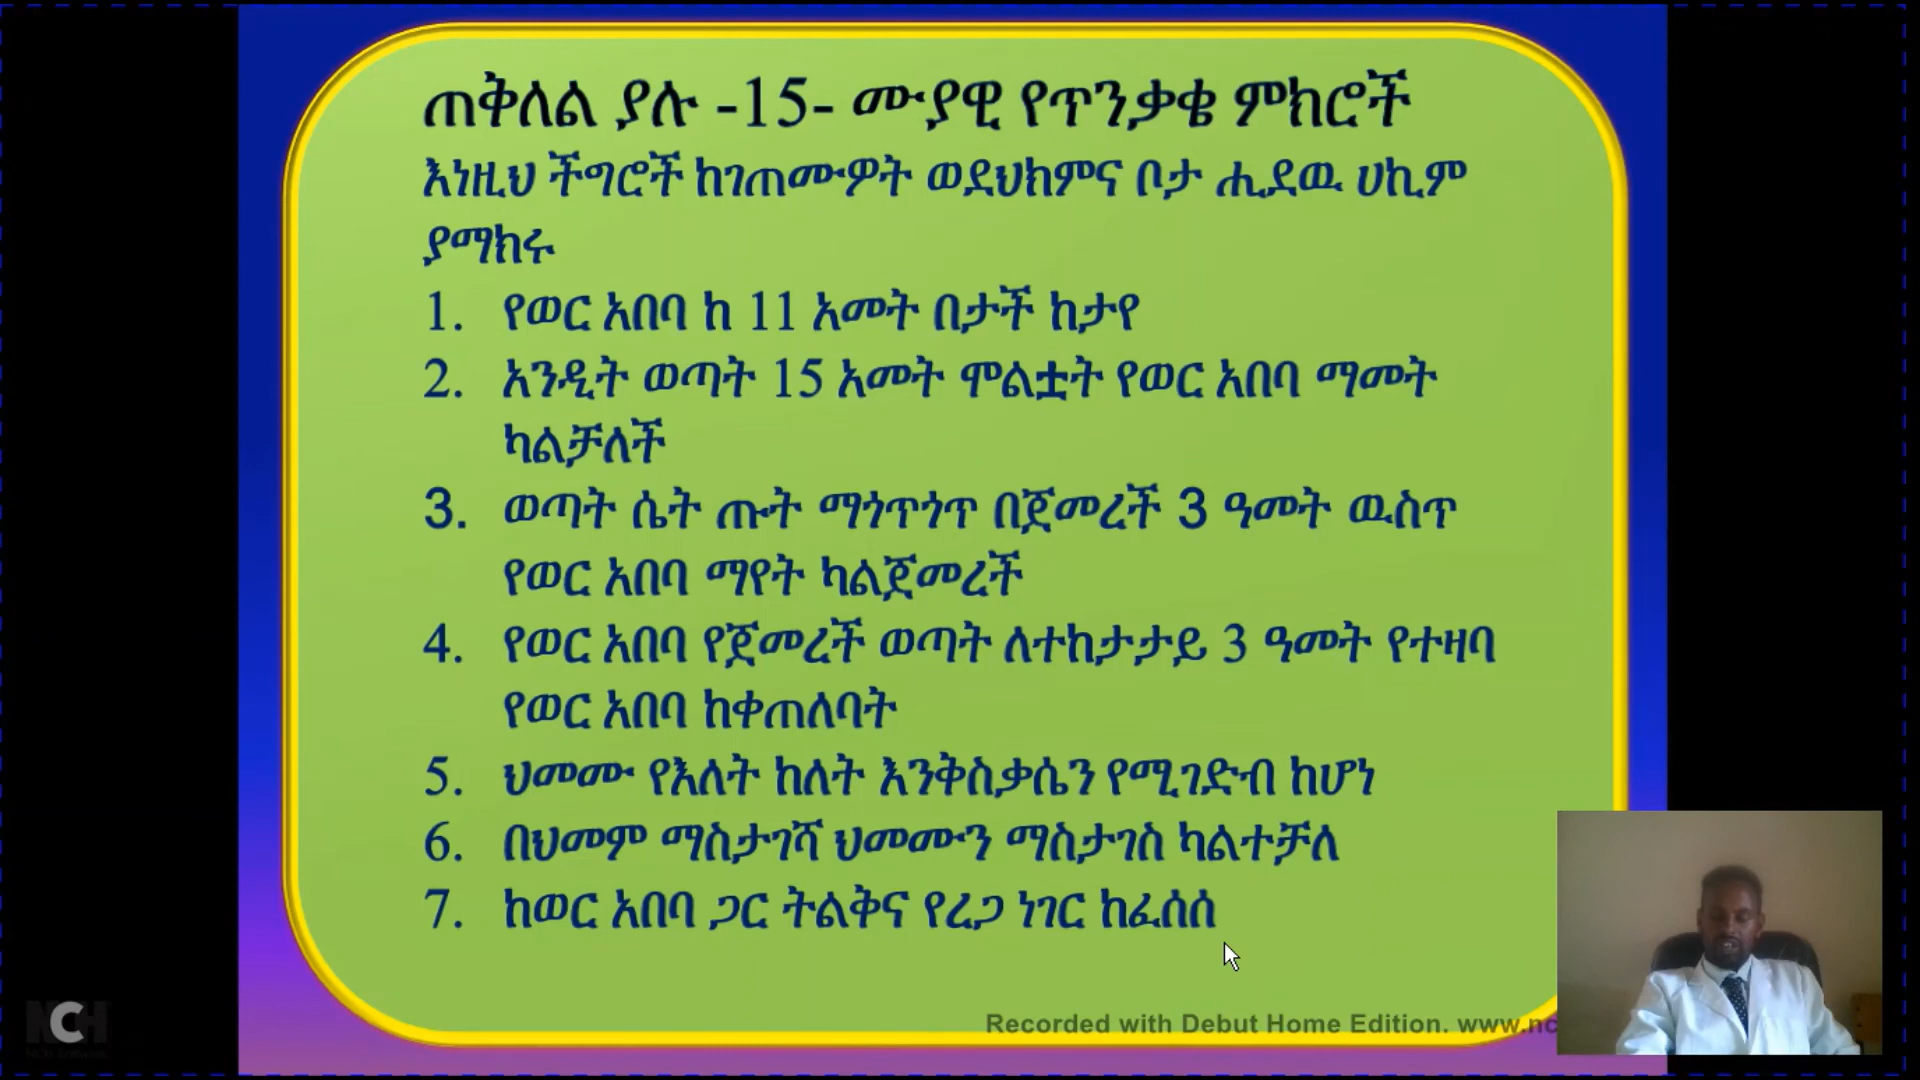 ጠቅለል ያሉ -15- ሙያዊ የጥንቃቄ ምክሮች
እነዚህ ችግሮች ከገጠሙዎት ወደህክምና ቦታ ሒደዉ ሀኪም
ያማክሩ
1. የወር አበባ ከ 11 አመት በታች ከታየ
2. አንዲት ወጣት 15 አመት ሞልቷት የወር አበባ ማመት
ካልቻለች
3. ወጣት ሴት ጡት ማጎጥጎጥ በጀመረች 3 ዓመት ዉስጥ
የወር አበባ ማየት ካልጀመረች
4. የወር አበባ የጀመረች ወጣት ለተከታታይ 3 ዓመት የተዛባ
የወር አበባ ከቀጠለባት
5. ህመሙ የእለት ከለት እንቅስቃሴን የሚገድብ ከሆነ
6. በህመም ማስታገሻ ህመሙን ማስታገስ ካልተቻለ
7. ከወር አበባ ጋር ትልቅና የረጋ ነገር ከፈሰሰ
Recorded with Debut Home Edition. www.nc
NCH